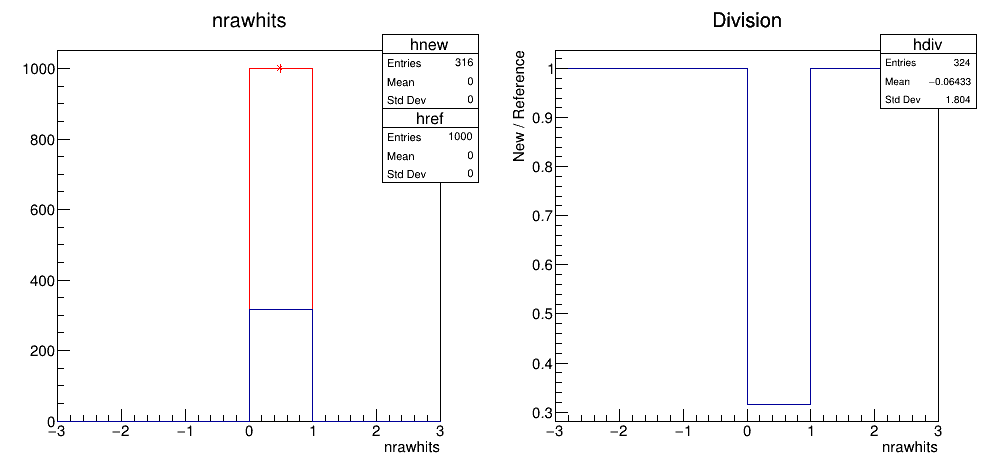 nrawhits
hnew
Entries 316
Mean 0
Std Dev 0
href
Entries 1000
Mean 0
Std Dev 0
1000
800
600
400
200
0
−3 −2 −1 0 1 2 3
nrawhits
Division
hdiv
Entries 324
Mean −0.06433
Std Dev 1.804
New / Reference
1
0.9
0.8
0.7
0.6
0.5
0.4
0.3
−3 −2 −1 0 1 2 3
nrawhits